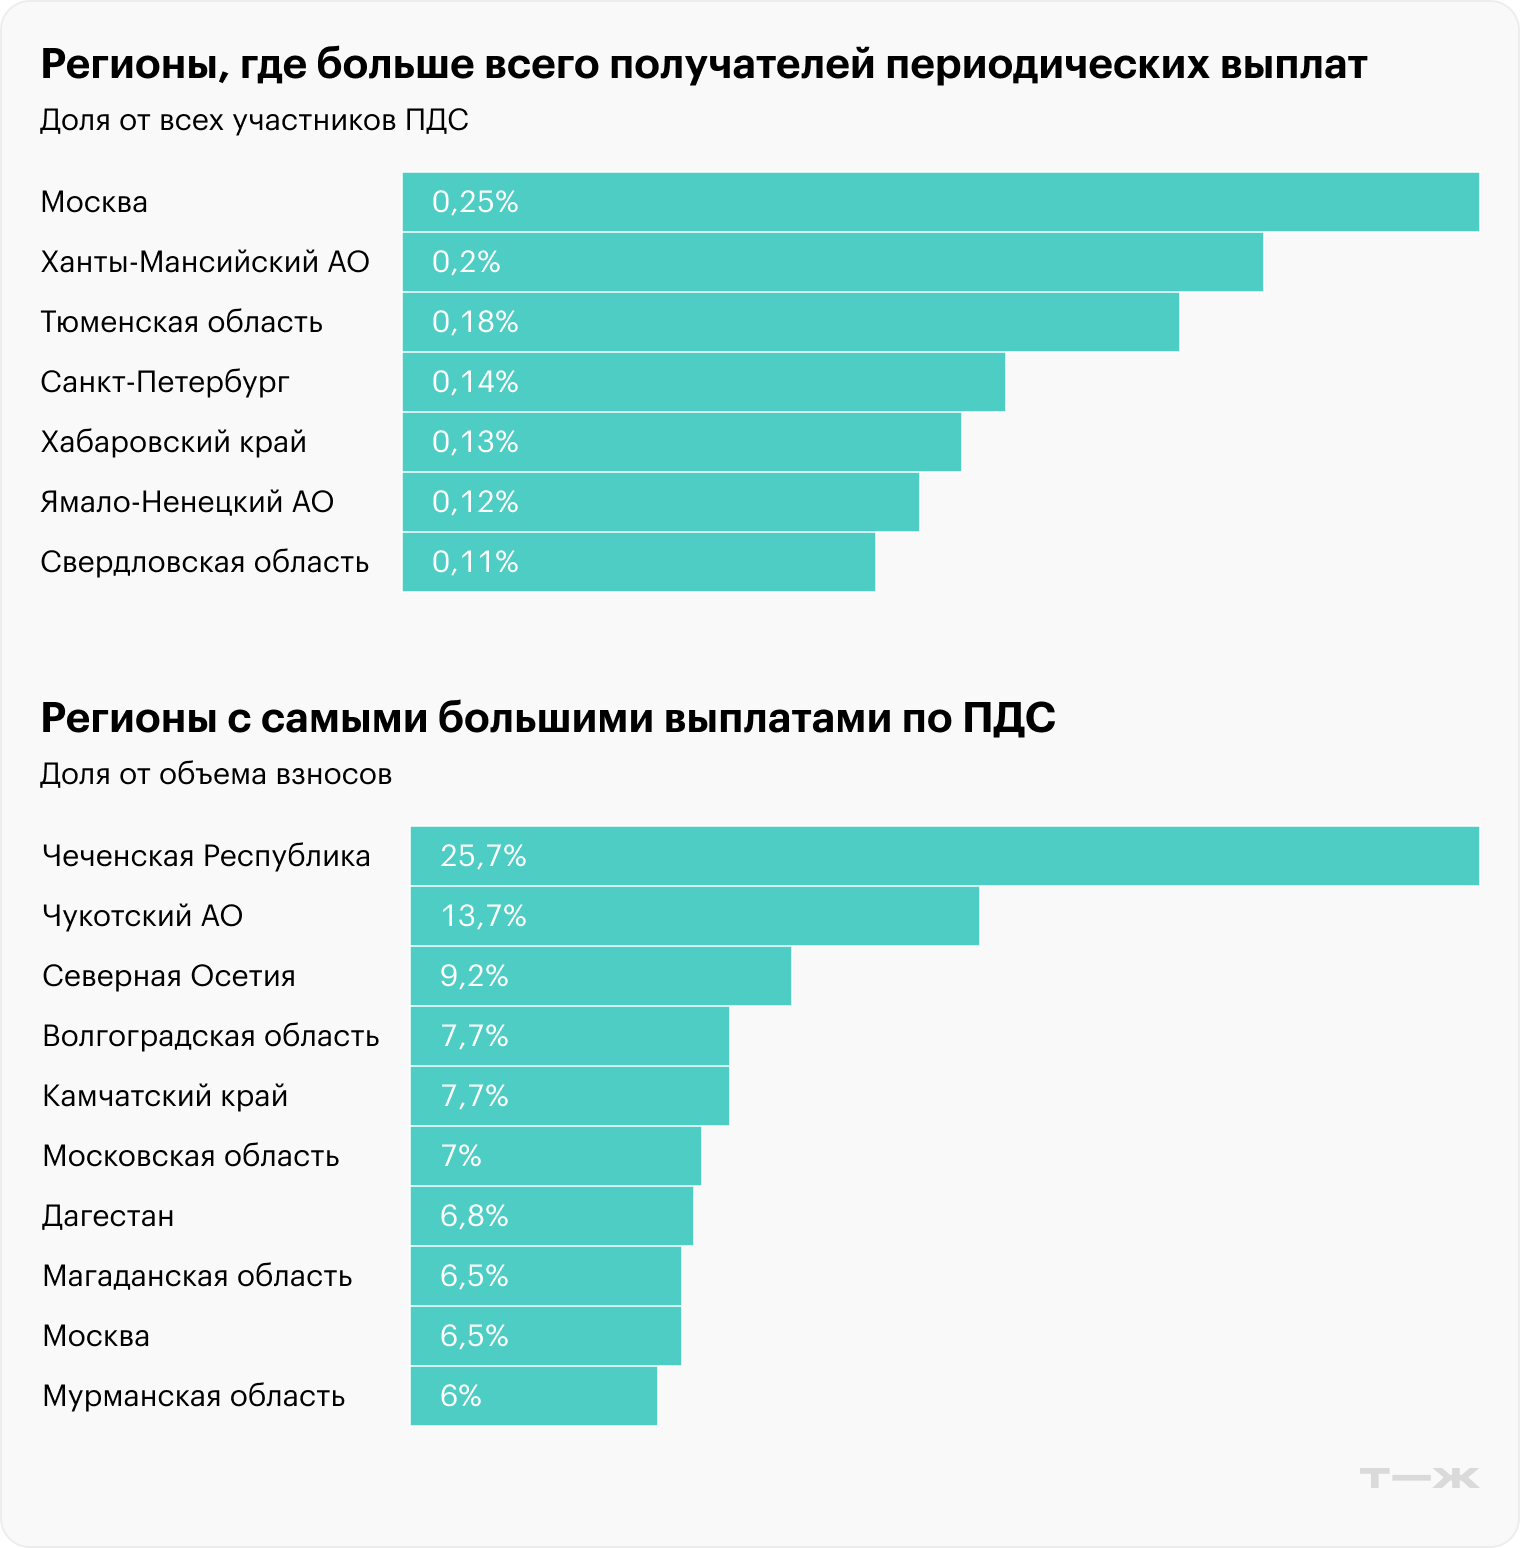 Регионы, где больше всего получателей периодических выплат
Доля от всех участников ПДС
Москва 0,25%
Ханты-Мансийский АО 0,2%
Тюменская область 0,18%
Санкт-Петербург 0,14%
Хабаровский край 0,13%
Ямало-Ненецкий АО 0,12%
Свердловская область 0,11%
Регионы с самыми большими выплатами по ПДС
Доля от объема взносов
Чеченская Республика 25,7%
Чукотский АО 13,7%
Северная Осетия 9,2%
Волгоградская область 7,7%
Камчатский край 7,7%
Московская область 7%
Дагестан 6,8%
Магаданская область 6,5%
Москва 6,5%
Мурманская область 6%
Т—Ж